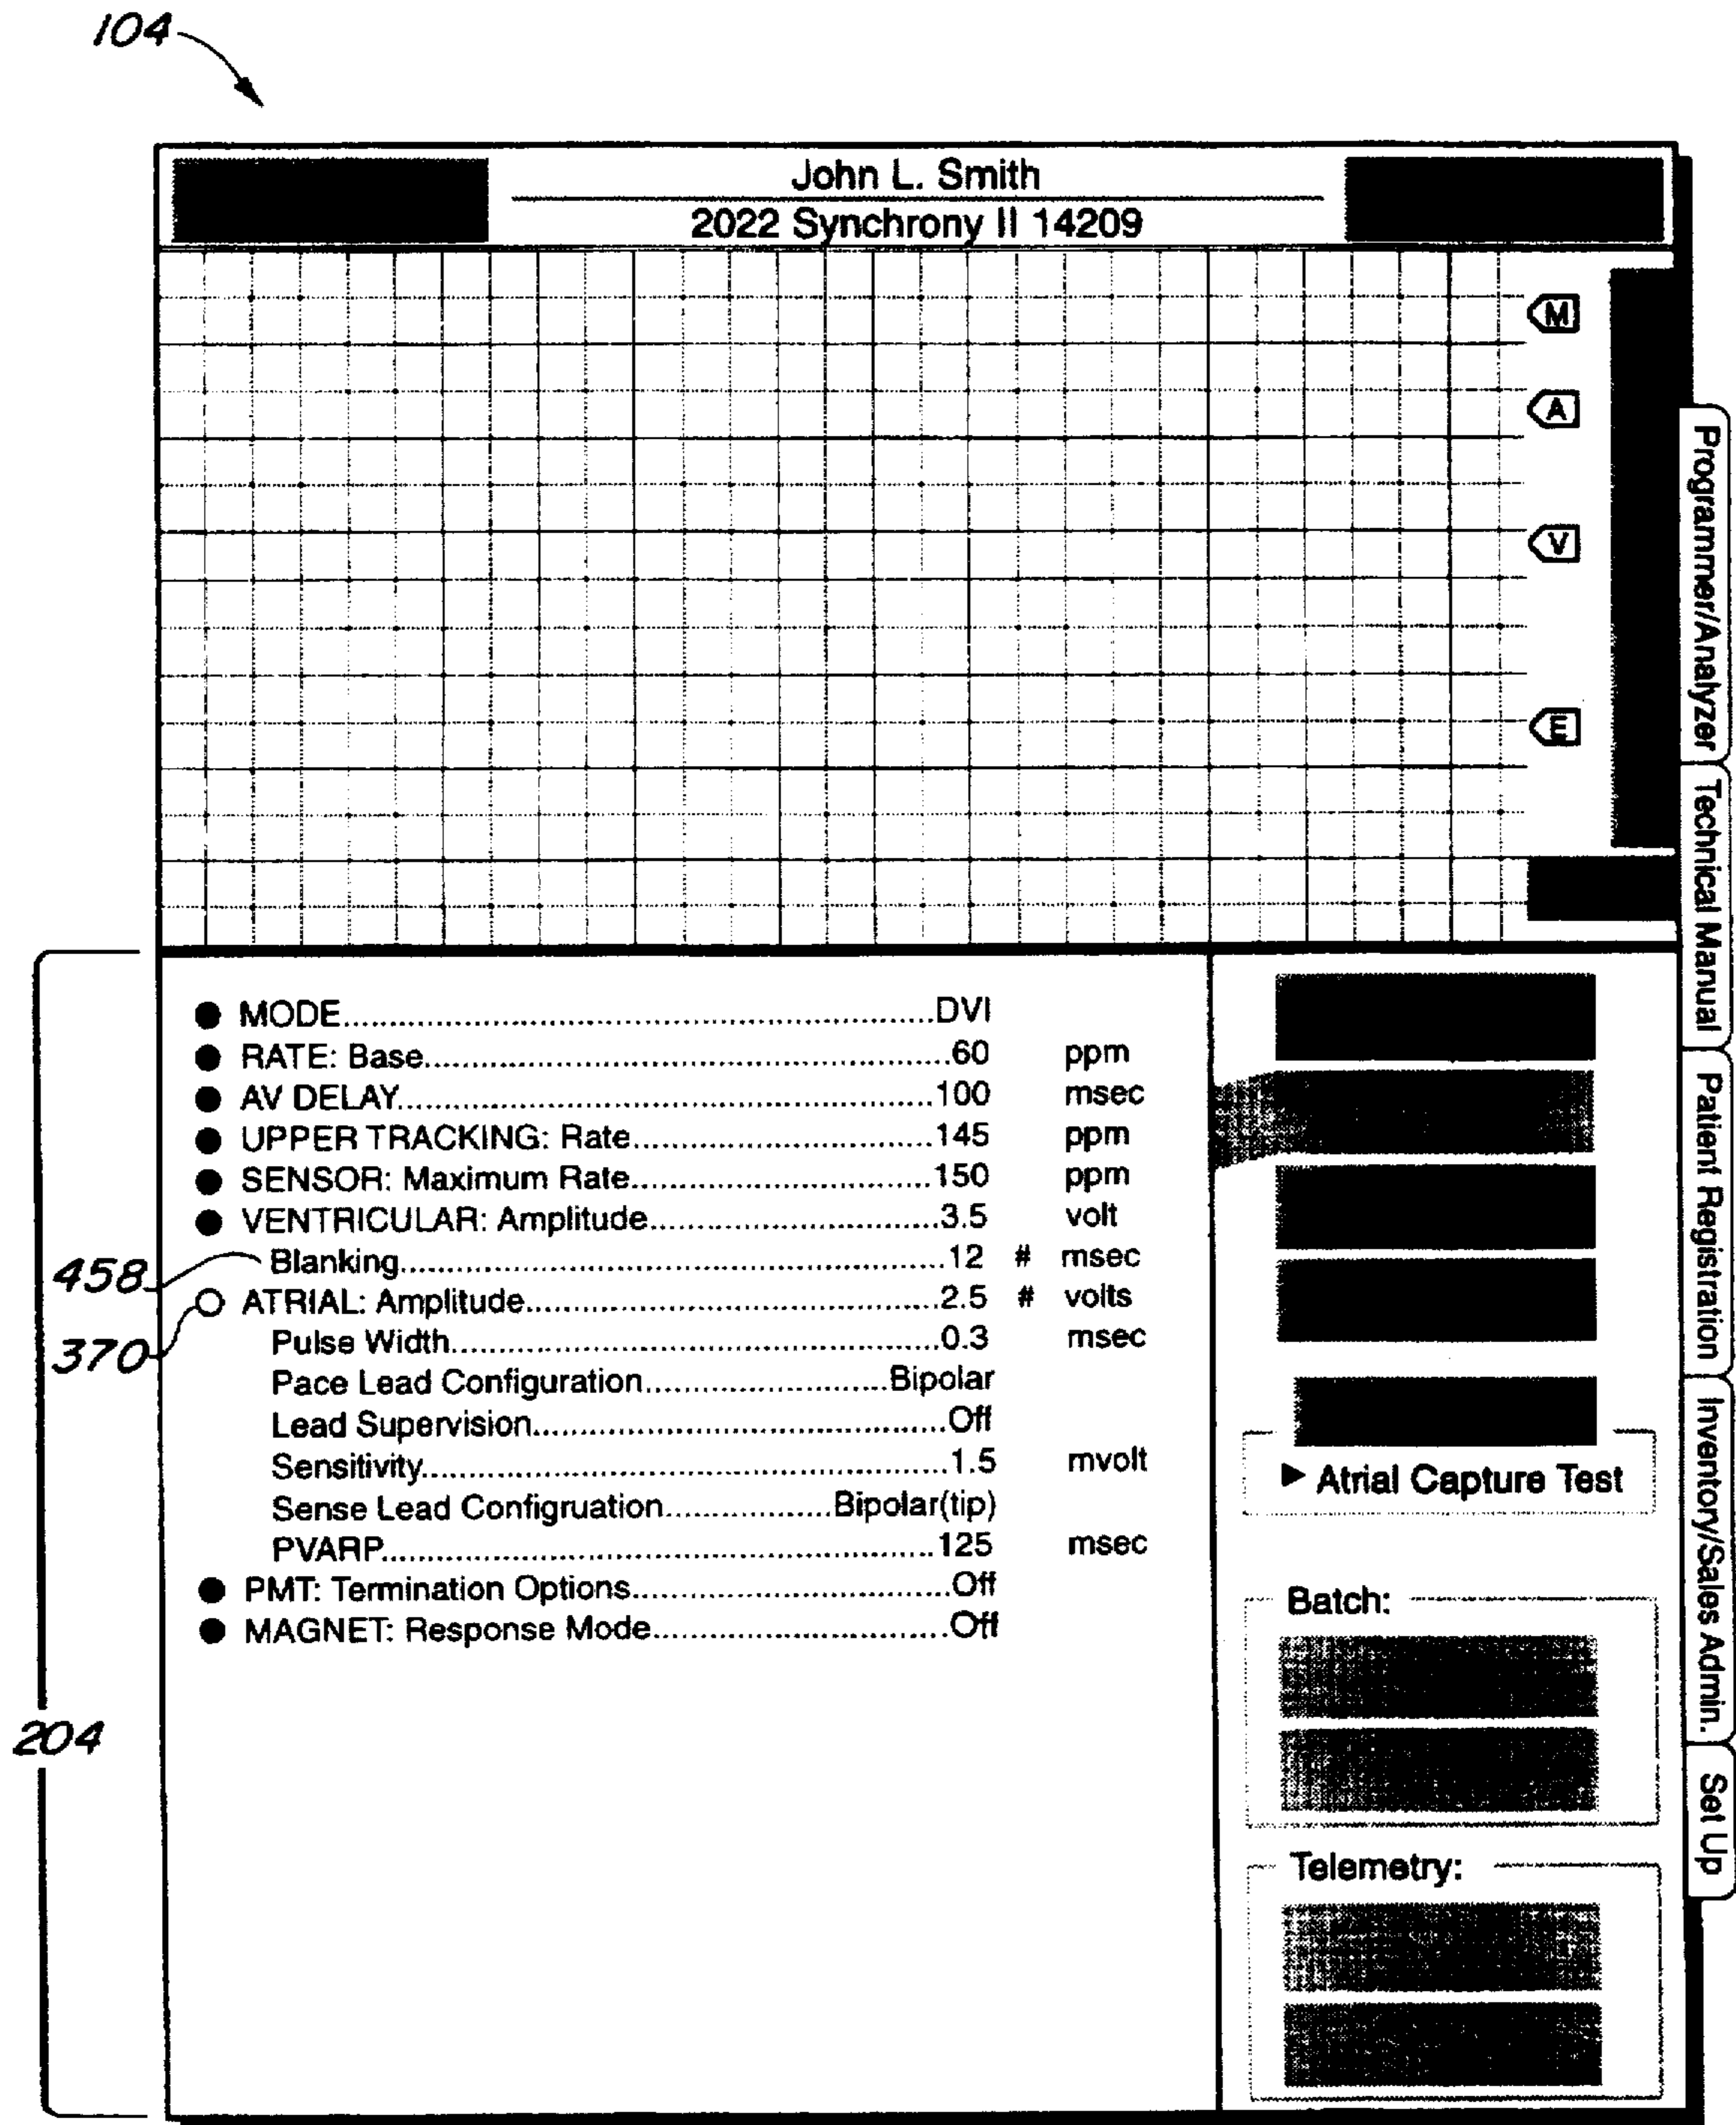 104
John L. Smith
2022 Synchrony II 14209
M
A
V
E
Programmer/Analyzer
Technical Manual
Patient Registration
Inventory/Sales Admin.
Set Up
204
● MODE....................DVI
● RATE: Base....................60 ppm
● AV DELAY....................100 msec
● UPPER TRACKING: Rate....................145 ppm
● SENSOR: Maximum Rate....................150 ppm
● VENTRICULAR: Amplitude....................3.5 volt
458 Blanking....................12 # msec
○ ATRIAL: Amplitude....................2.5 # volts
370 Pulse Width....................0.3 msec
Pace Lead Configuration....................Bipolar
Lead Supervision....................Off
Sensitivity....................1.5 mvolt
Sense Lead Configruation....................Bipolar(tip)
PVARP....................125 msec
● PMT: Termination Options....................Off
● MAGNET: Response Mode....................Off
► Atrial Capture Test
Batch:
Telemetry: